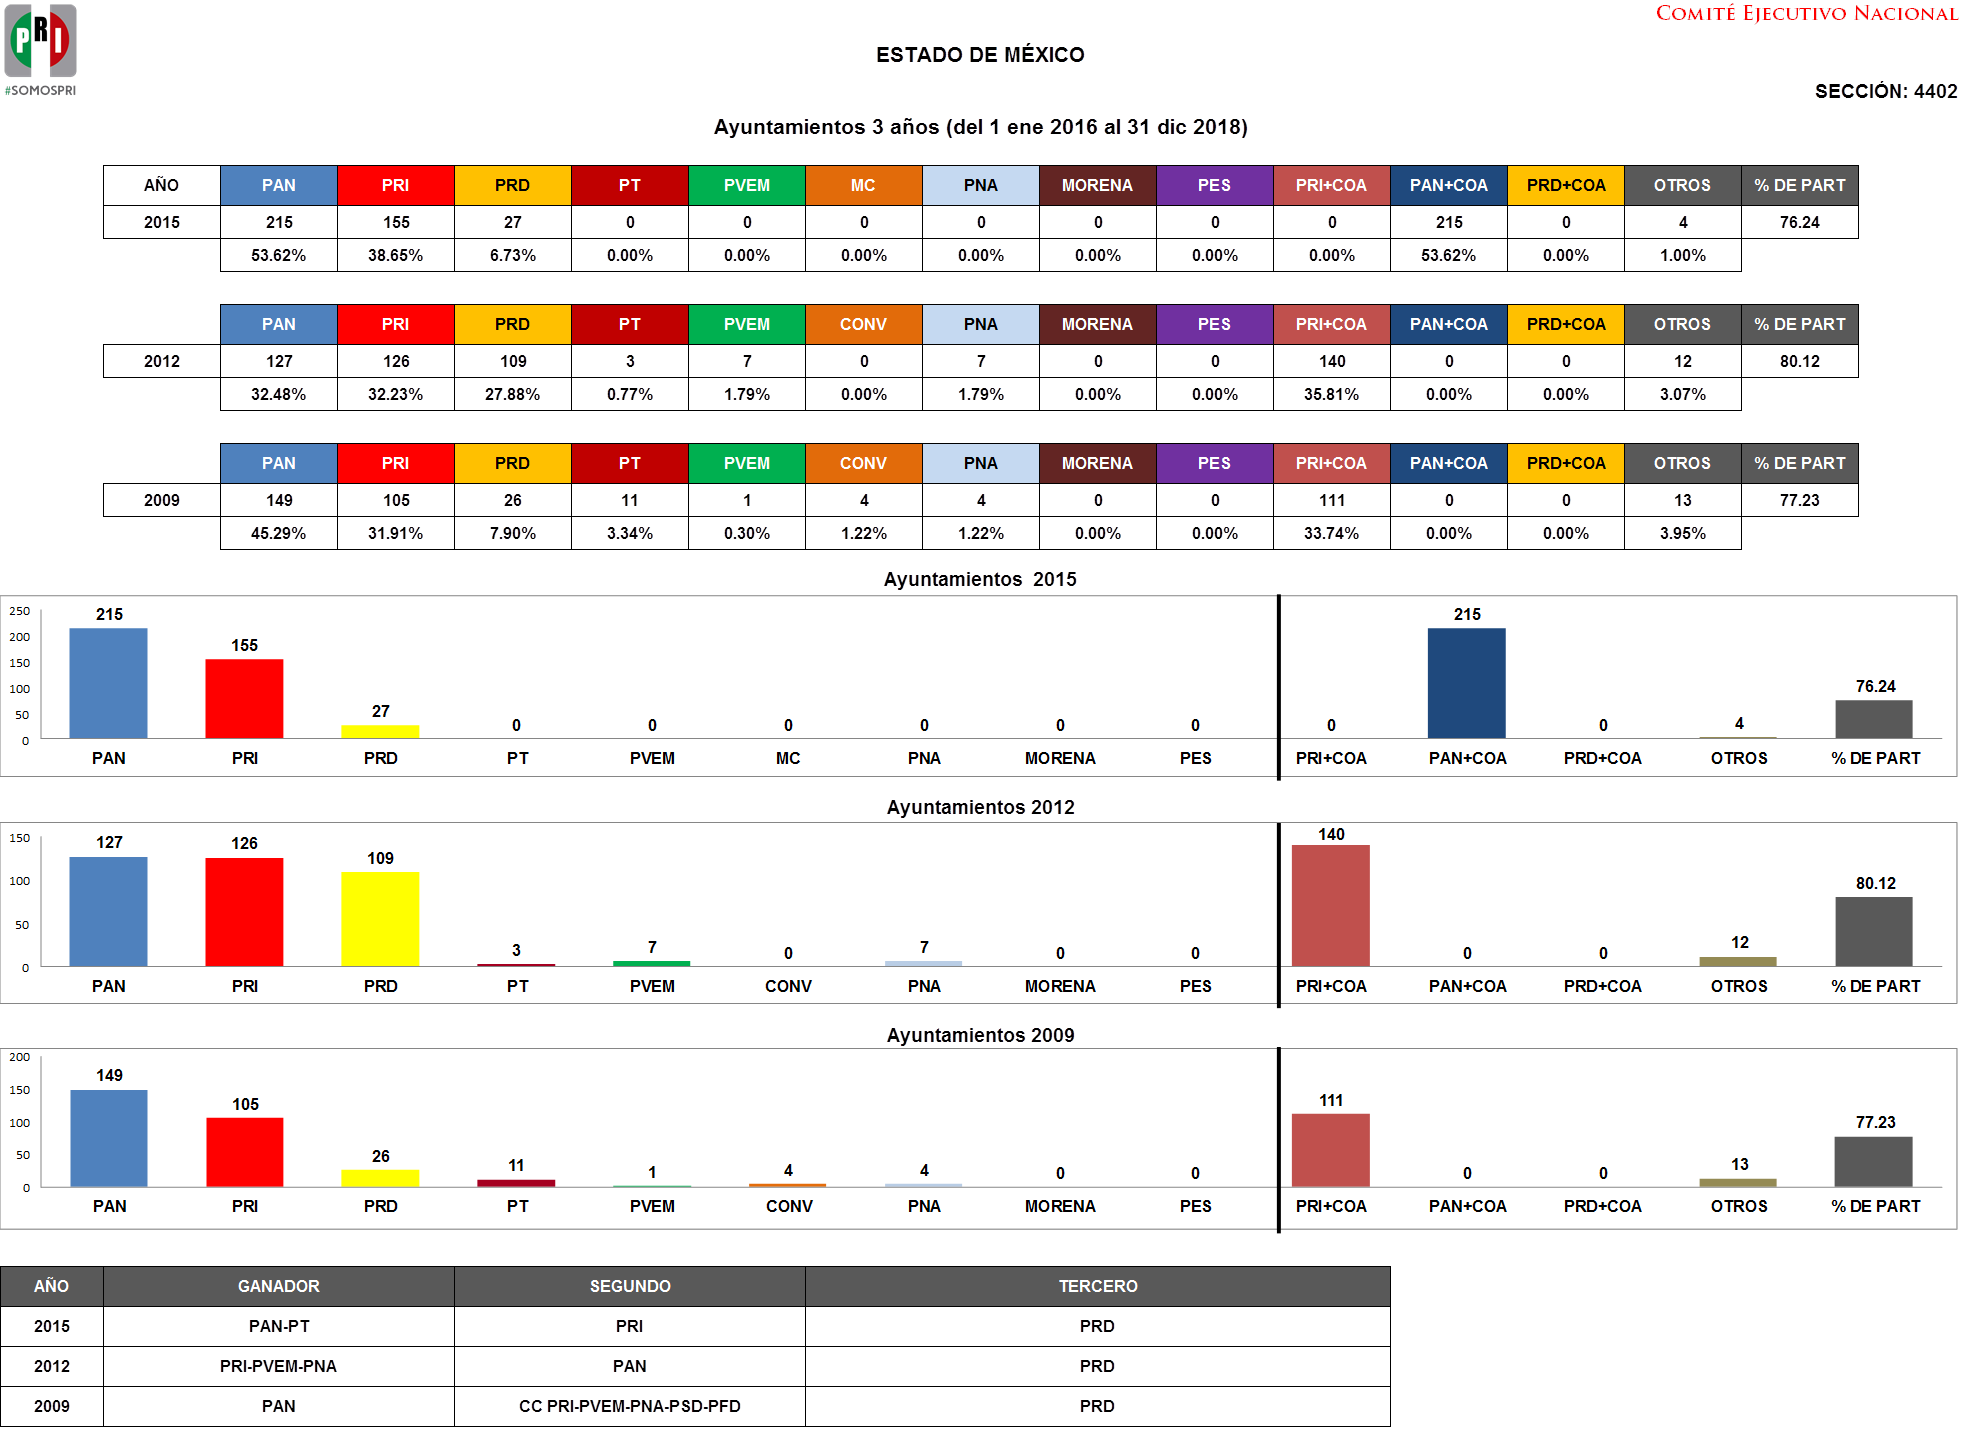 COMITÉ EJECUTIVO NACIONAL
PRI
#SOMOSPRI
ESTADO DE MÉXICO
SECCIÓN: 4402
Ayuntamientos 3 años (del 1 ene 2016 al 31 dic 2018)
AÑO PAN PRI PRD PT PVEM MC PNA MORENA PES PRI+COA PAN+COA PRD+COA OTROS % DE PART
2015 215 155 27 0 0 0 0 0 0 0 215 0 4 76.24
53.62% 38.65% 6.73% 0.00% 0.00% 0.00% 0.00% 0.00% 0.00% 0.00% 53.62% 0.00% 1.00%
PAN PRI PRD PT PVEM CONV PNA MORENA PES PRI+COA PAN+COA PRD+COA OTROS % DE PART
2012 127 126 109 3 7 0 7 0 0 140 0 0 12 80.12
32.48% 32.23% 27.88% 0.77% 1.79% 0.00% 1.79% 0.00% 0.00% 35.81% 0.00% 0.00% 3.07%
PAN PRI PRD PT PVEM CONV PNA MORENA PES PRI+COA PAN+COA PRD+COA OTROS % DE PART
2009 149 105 26 11 1 4 4 0 0 111 0 0 13 77.23
45.29% 31.91% 7.90% 3.34% 0.30% 1.22% 1.22% 0.00% 0.00% 33.74% 0.00% 0.00% 3.95%
Ayuntamientos 2015
250
200
150
100
50
0
215 155 27 0 0 0 0 0 0 0 215 0 4 76.24
PAN PRI PRD PT PVEM MC PNA MORENA PES PRI+COA PAN+COA PRD+COA OTROS % DE PART
Ayuntamientos 2012
150
100
50
0
127 126 109 3 7 0 7 0 0 140 0 0 12 80.12
PAN PRI PRD PT PVEM CONV PNA MORENA PES PRI+COA PAN+COA PRD+COA OTROS % DE PART
Ayuntamientos 2009
200
150
100
50
0
149 105 26 11 1 4 4 0 0 111 0 0 13 77.23
PAN PRI PRD PT PVEM CONV PNA MORENA PES PRI+COA PAN+COA PRD+COA OTROS % DE PART
AÑO GANADOR SEGUNDO TERCERO
2015 PAN-PT PRI PRD
2012 PRI-PVEM-PNA PAN PRD
2009 PAN CC PRI-PVEM-PNA-PSD-PFD PRD